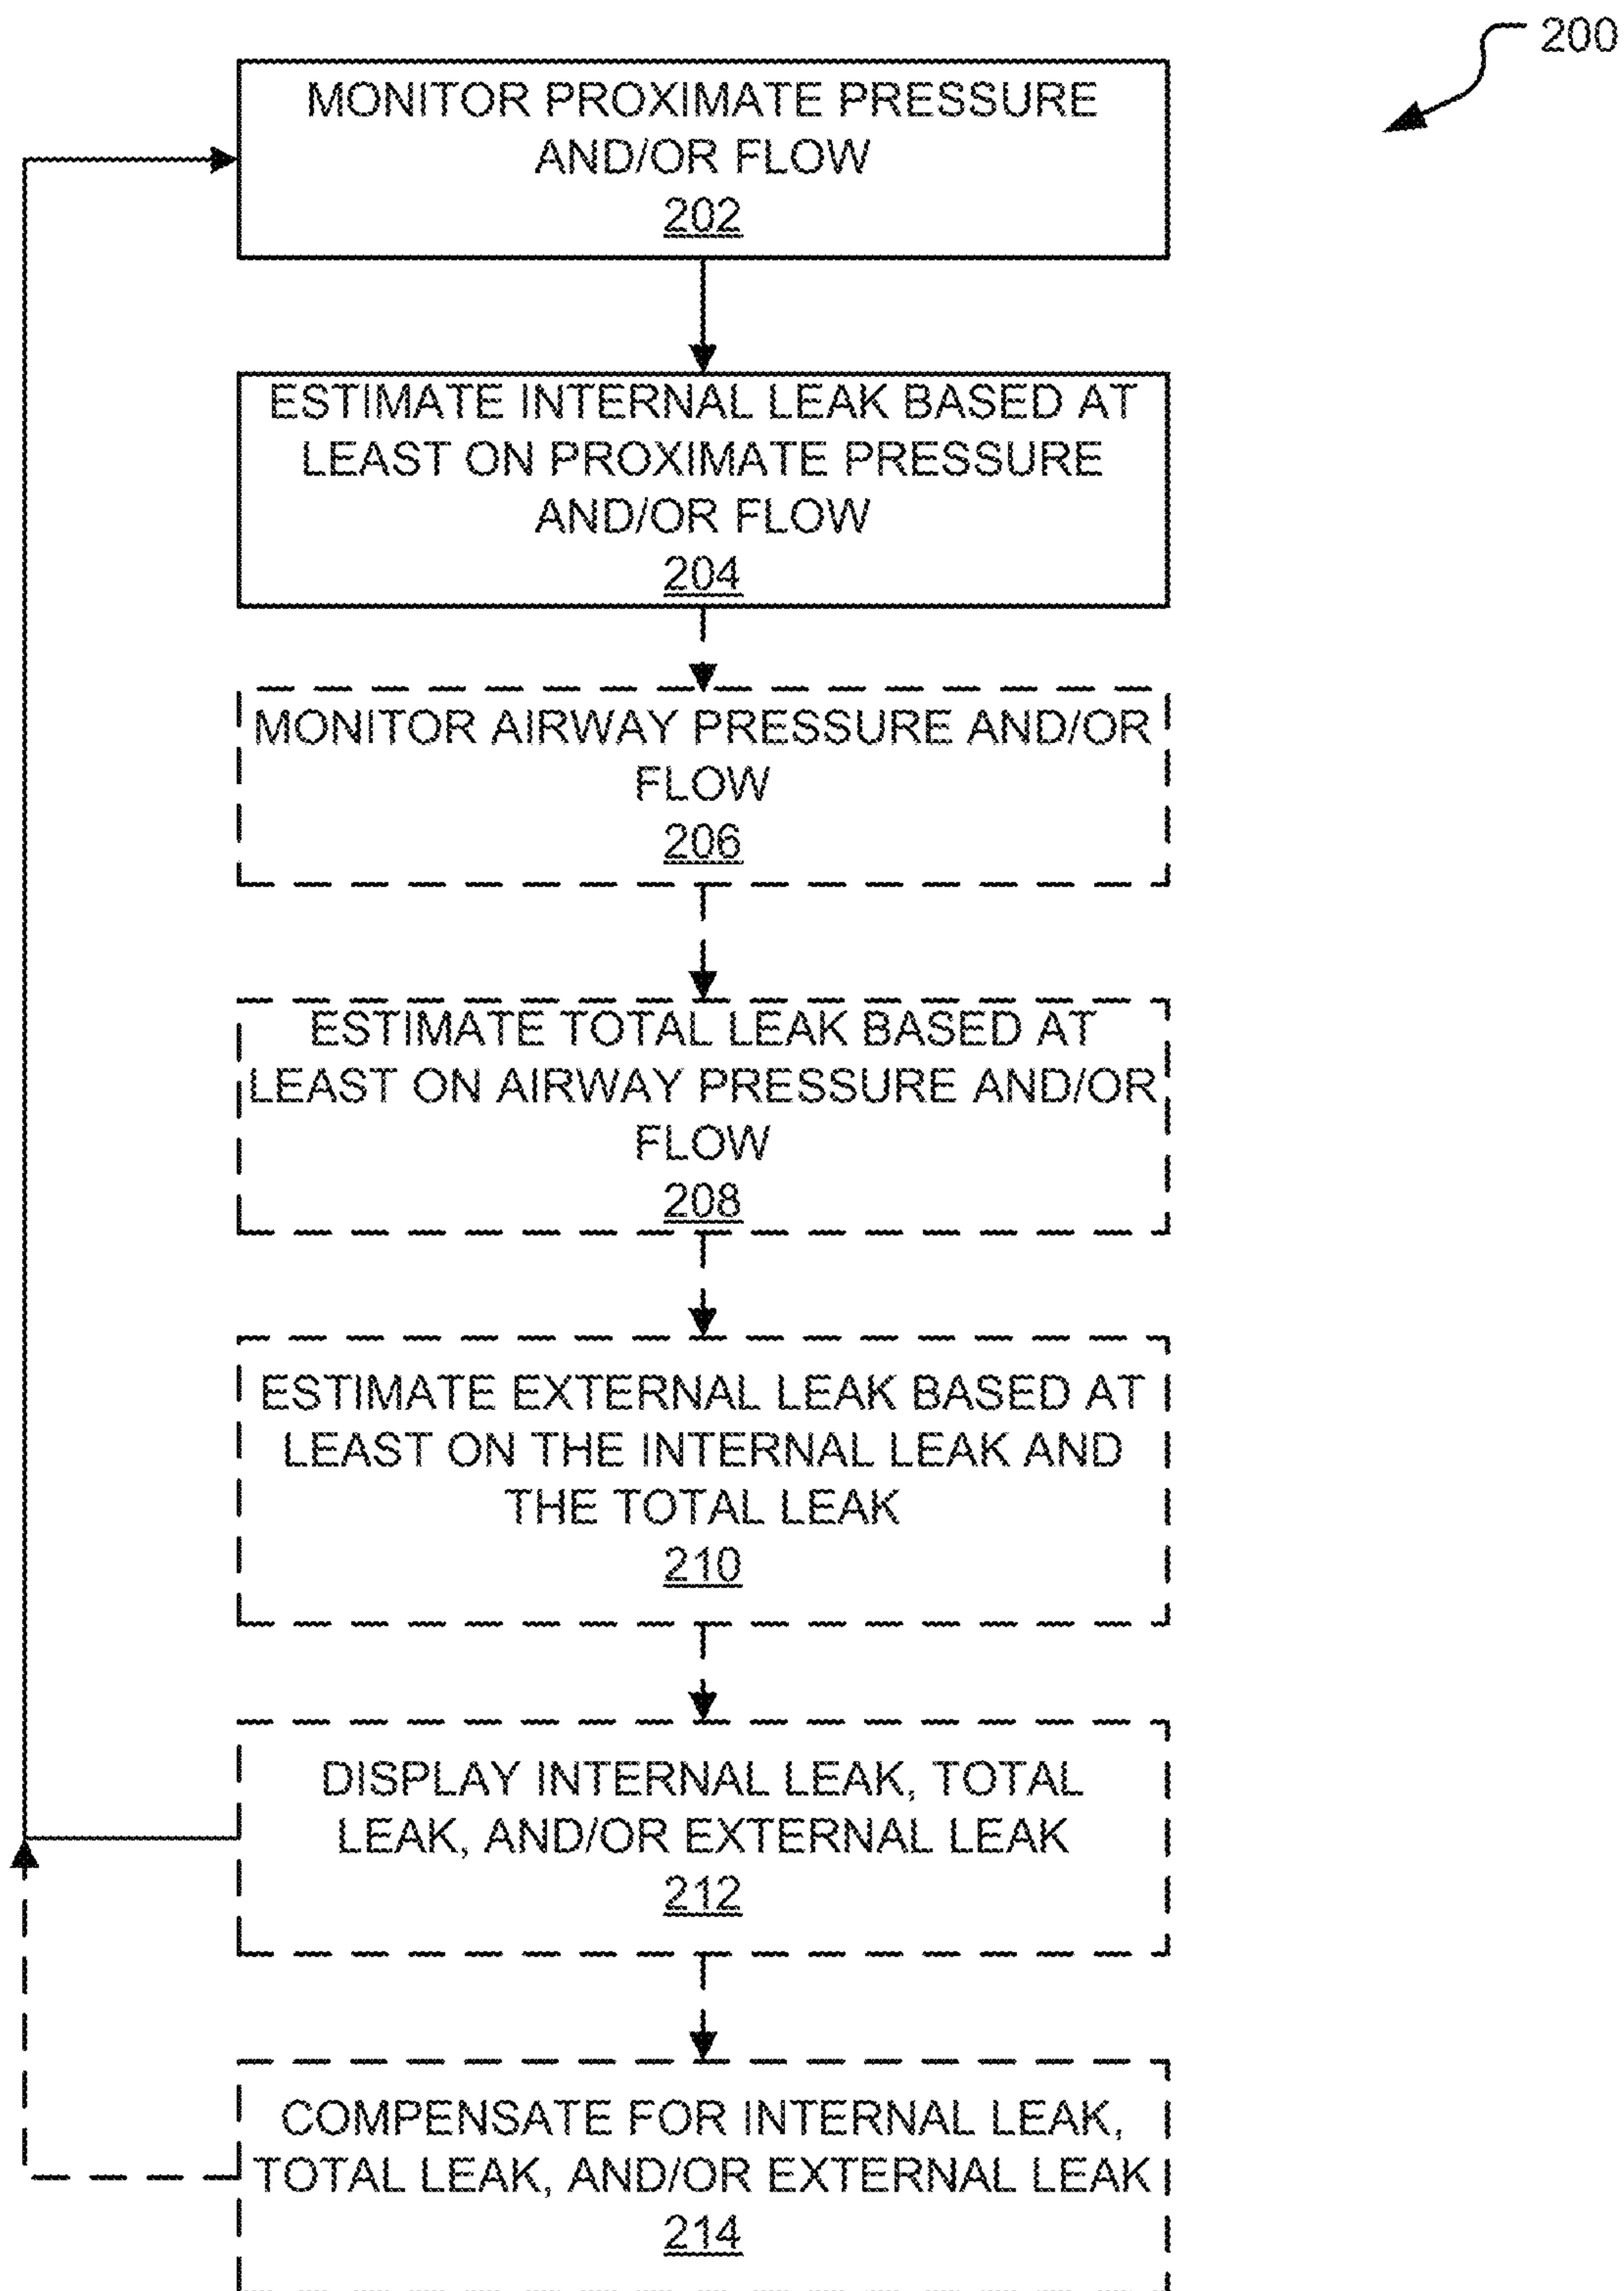 200
MONITOR PROXIMATE PRESSURE
AND/OR FLOW
202
ESTIMATE INTERNAL LEAK BASED AT
LEAST ON PROXIMATE PRESSURE
AND/OR FLOW
204
MONITOR AIRWAY PRESSURE AND/OR
FLOW
206
ESTIMATE TOTAL LEAK BASED AT
LEAST ON AIRWAY PRESSURE AND/OR
FLOW
208
ESTIMATE EXTERNAL LEAK BASED AT
LEAST ON THE INTERNAL LEAK AND
THE TOTAL LEAK
210
DISPLAY INTERNAL LEAK, TOTAL
LEAK, AND/OR EXTERNAL LEAK
212
COMPENSATE FOR INTERNAL LEAK,
TOTAL LEAK, AND/OR EXTERNAL LEAK
214